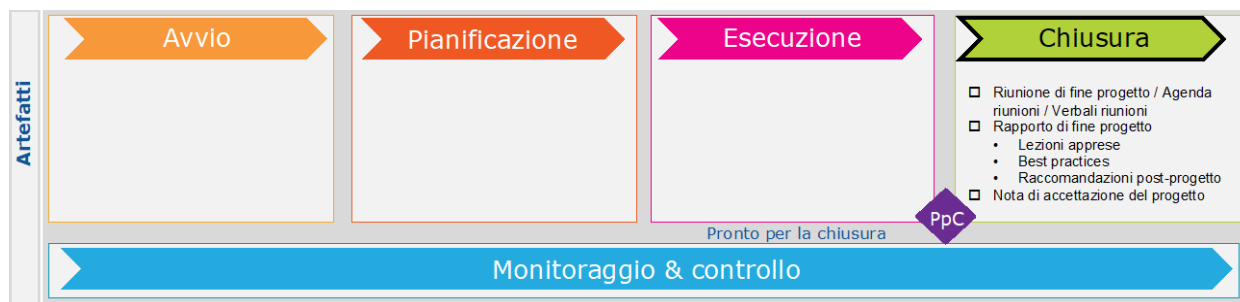 Artefatti
Avvio
Pianificazione
Esecuzione
Chiusura
Riunione di fine progetto / Agenda
riunioni / Verbali riunioni
Rapporto di fine progetto
• Lezioni apprese
• Best practices
• Raccomandazioni post-progetto
Nota di accettazione del progetto
PpC
Pronto per la chiusura
Monitoraggio & controllo